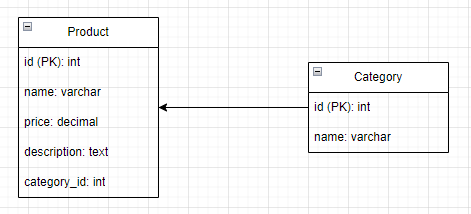 Product
id (PK): int
name: varchar
price: decimal
description: text
category_id: int
Category
id (PK): int
name: varchar